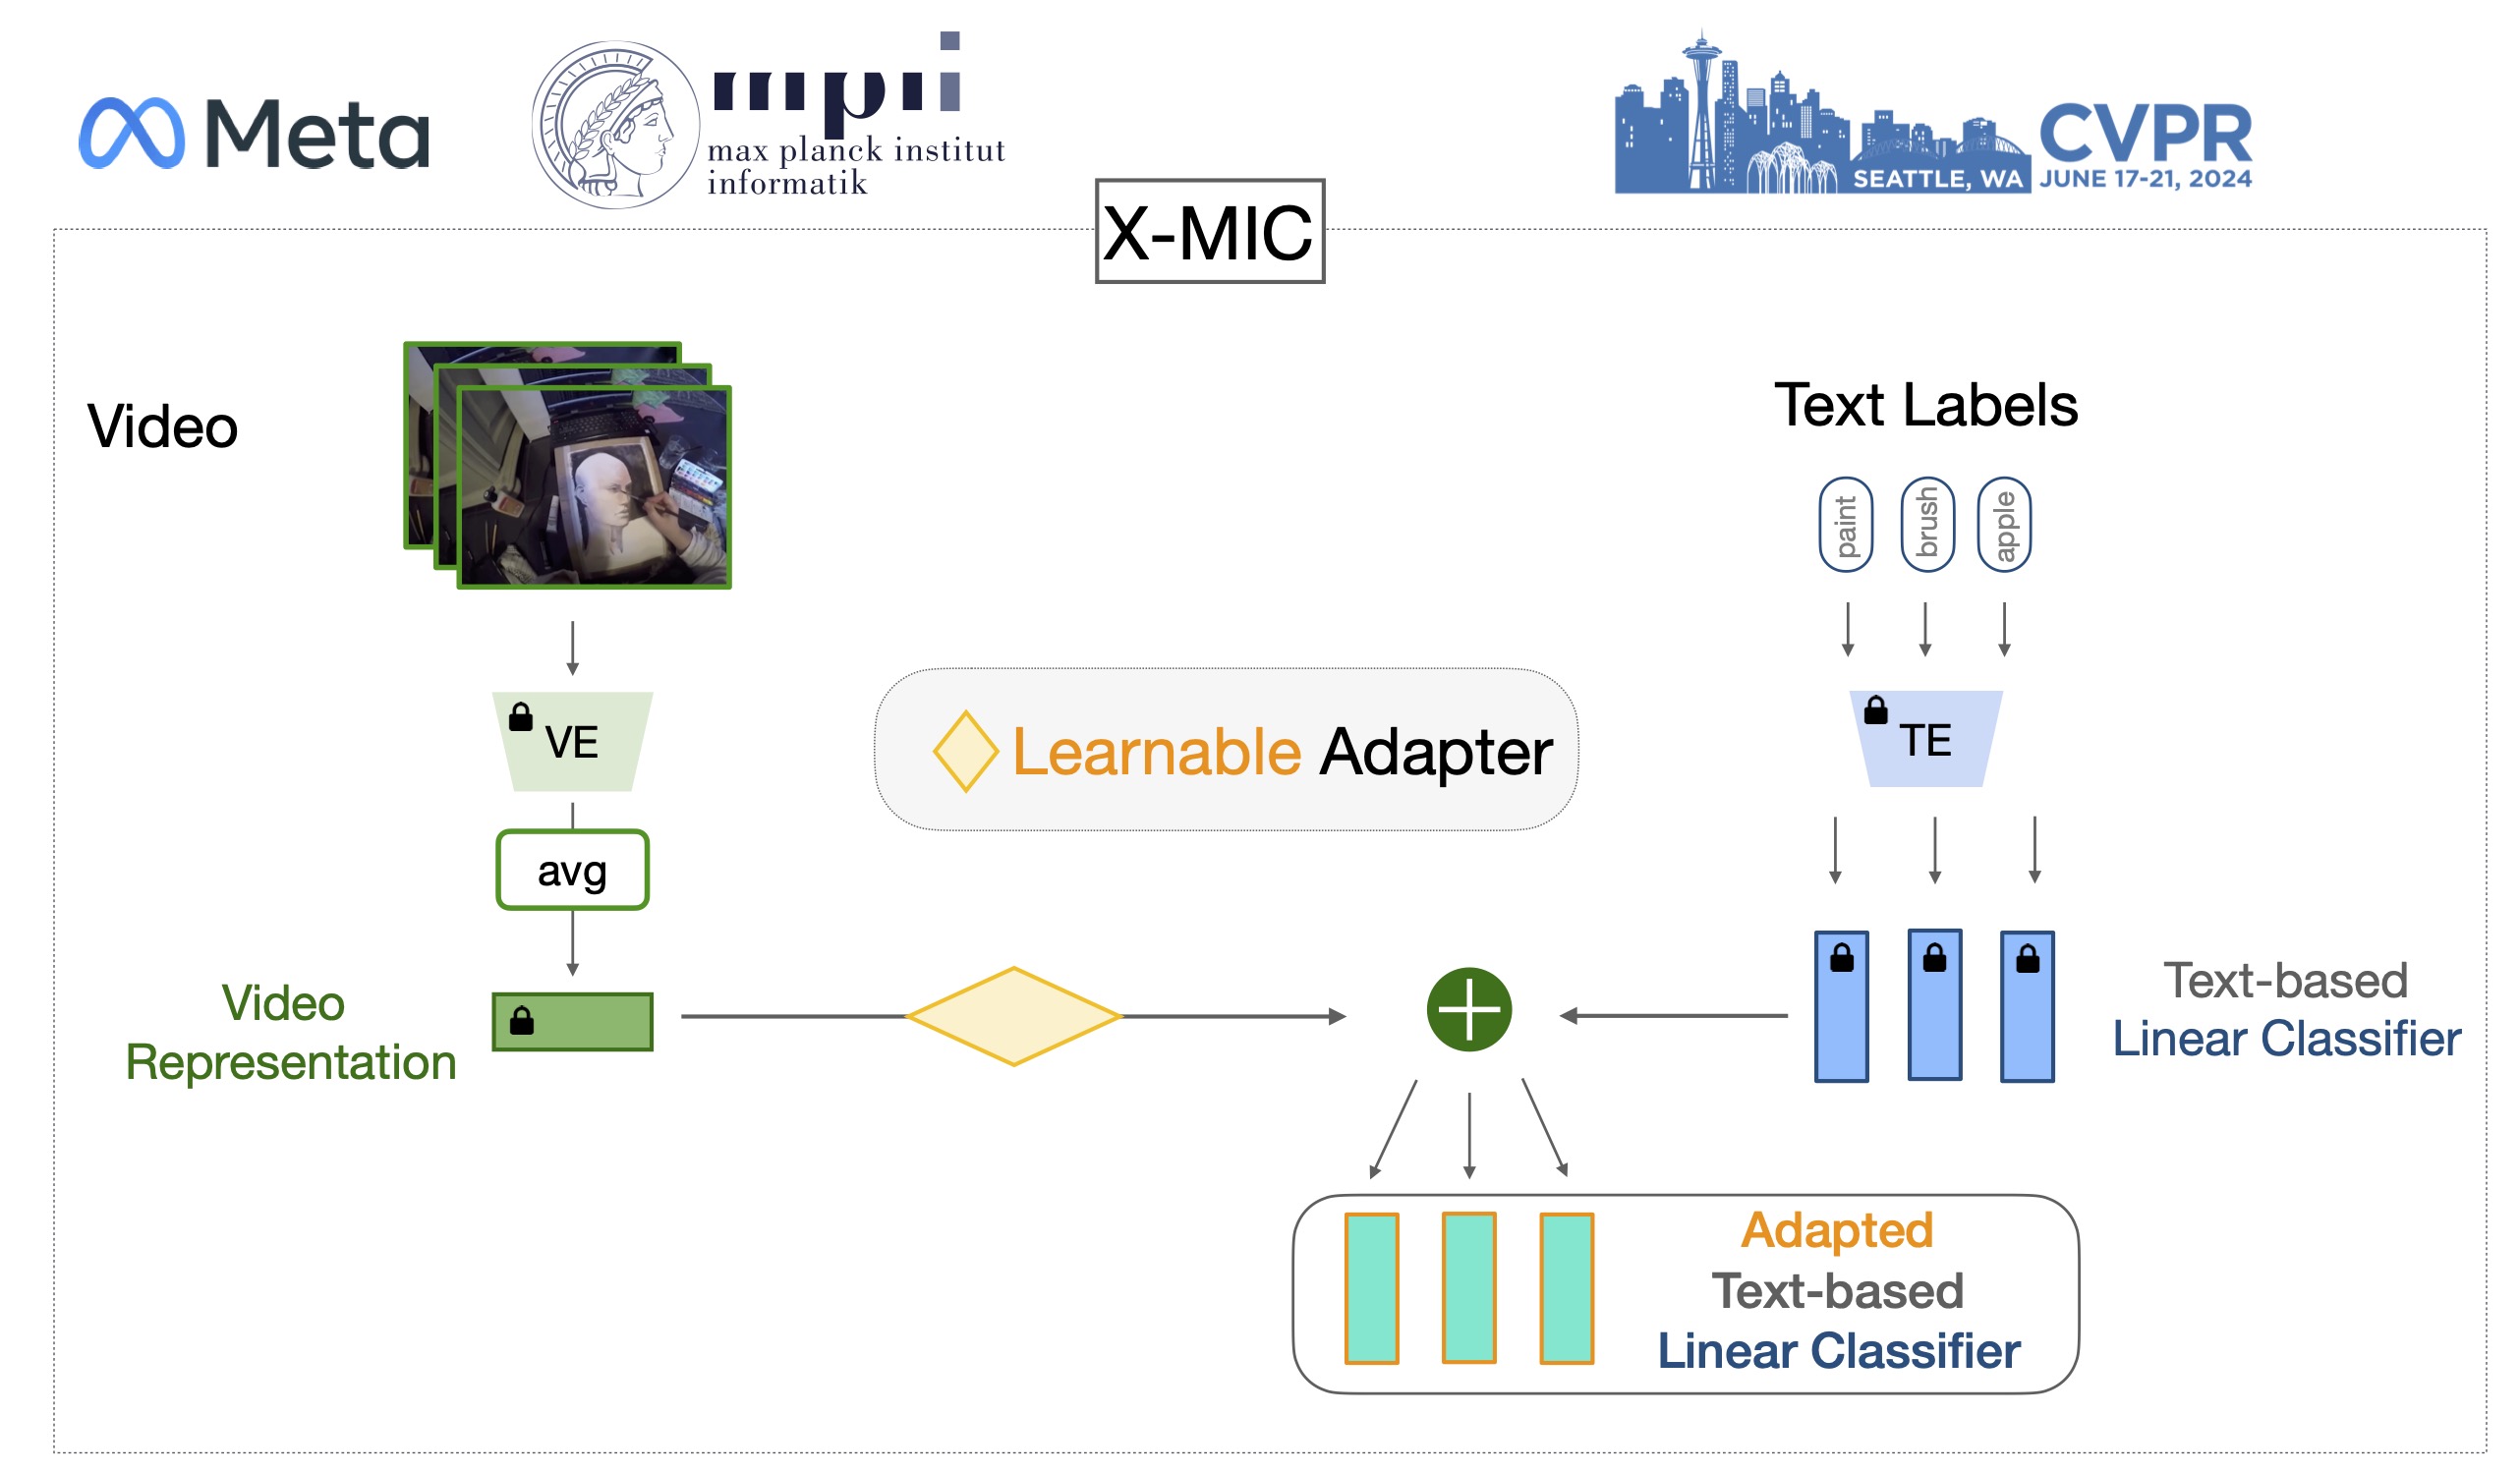 Meta
mpi
max planck institut
informatik
SEATTLE, WA
CVPR
JUNE 17-21, 2024
X-MIC
Video
Text Labels
paint
brush
apple
VE
Learnable Adapter
TE
avg
Video
Representation
Text-based
Linear Classifier
Adapted
Text-based
Linear Classifier